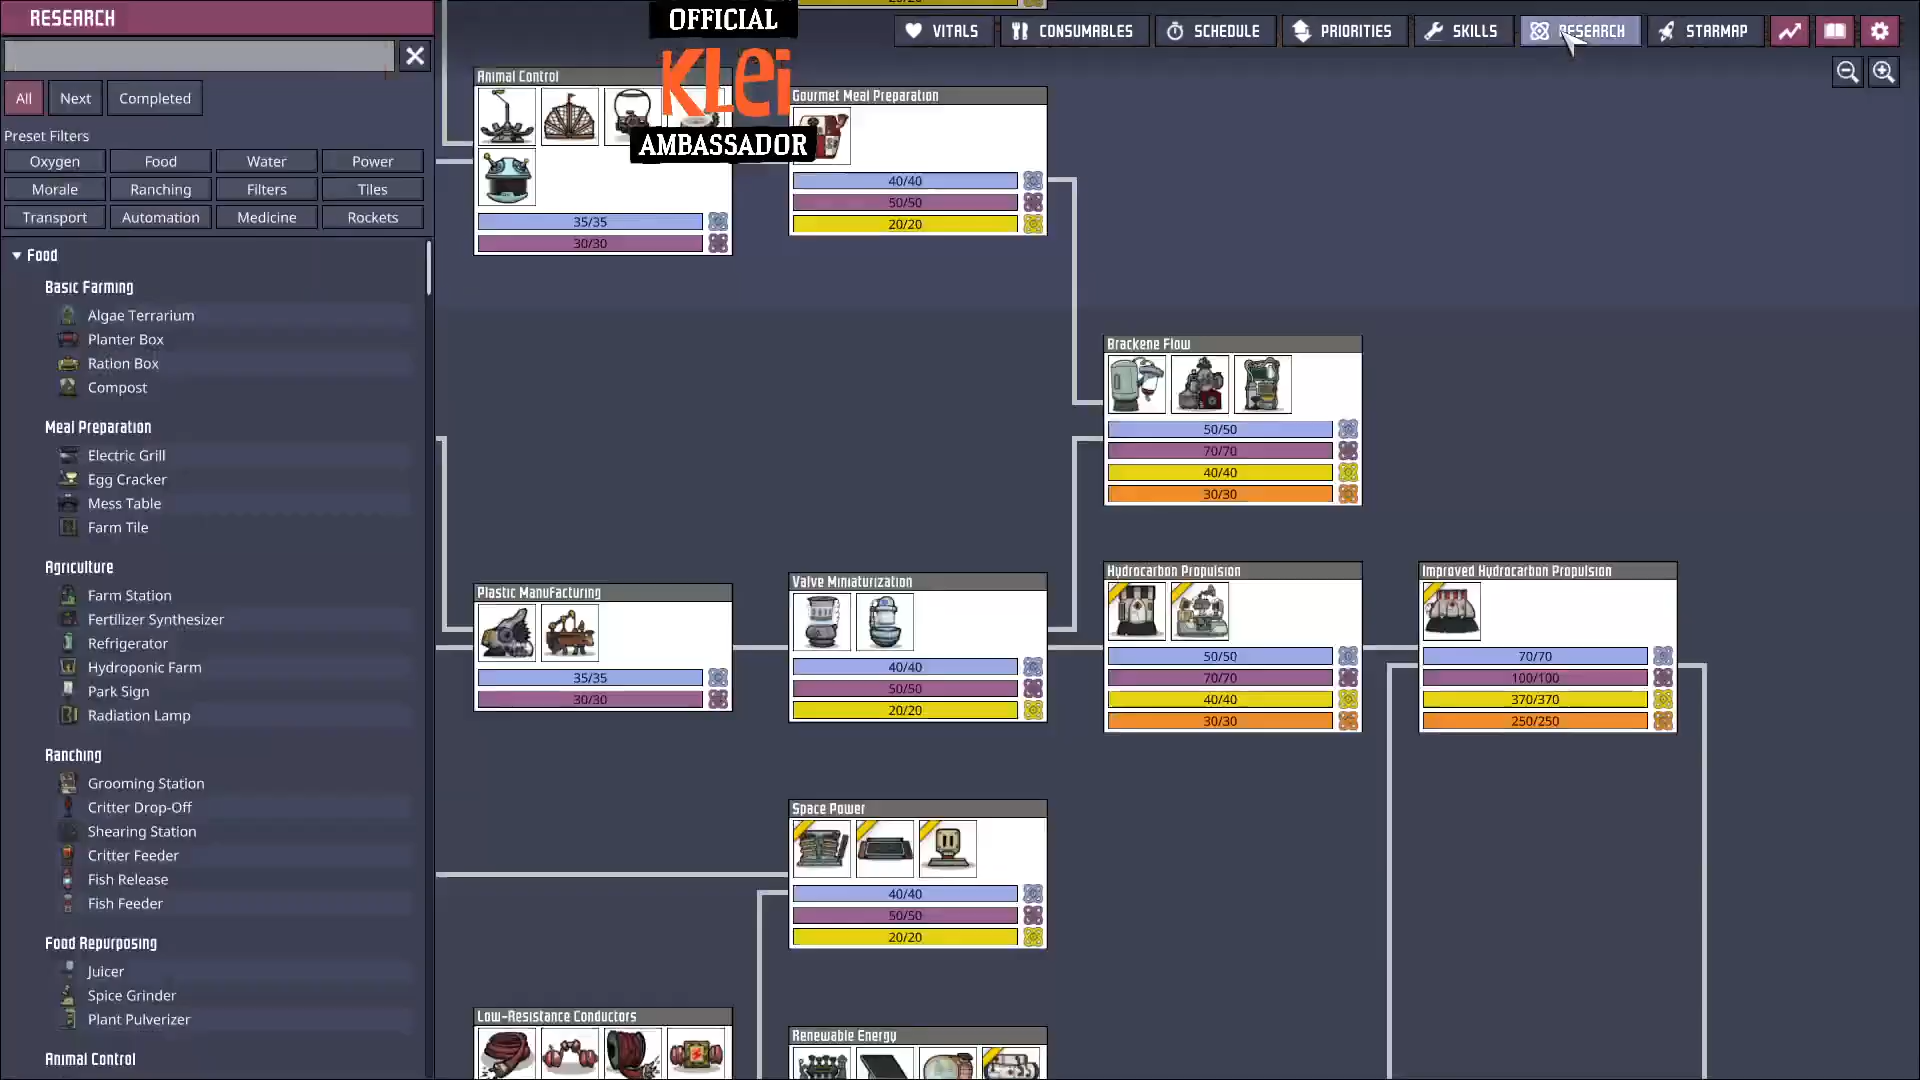 RESEARCH
All
Next
Completed
Preset Filters
Oxygen
Food
Water
Power
Morale
Ranching
Filters
Tiles
Transport
Automation
Medicine
Rockets
Food
Basic Farming
Algae Terrarium
Planter Box
Ration Box
Compost
Meal Preparation
Electric Grill
Egg Cracker
Mess Table
Farm Tile
Agriculture
Farm Station
Fertilizer Synthesizer
Refrigerator
Hydroponic Farm
Park Sign
Radiation Lamp
Ranching
Grooming Station
Critter Drop-Off
Shearing Station
Critter Feeder
Fish Release
Fish Feeder
Food Repurposing
Juicer
Spice Grinder
Plant Pulverizer
Animal Control
OFFICIAL
KLei
AMBASSADOR
VITALS
CONSUMABLES
SCHEDULE
PRIORITIES
SKILLS
RESEARCH
STARMAP
Animal Control
35/35
30/30
Gourmet Meal Preparation
40/40
50/50
20/20
Brackene Flow
50/50
70/70
40/40
30/30
Plastic Manufacturing
35/35
30/30
Valve Miniaturization
40/40
50/50
20/20
Hydrocarbon Propulsion
50/50
70/70
40/40
30/30
Improved Hydrocarbon Propulsion
70/70
100/100
370/370
250/250
Space Power
40/40
50/50
20/20
Low-Resistance Conductors
Renewable Energy